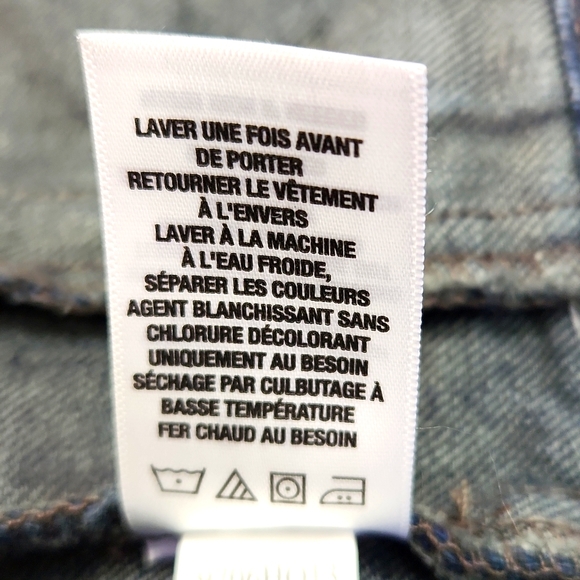 LAVER UNE FOIS AVANT
DE PORTER
RETOURNER LE VÊTEMENT
À L'ENVERS
LAVER À LA MACHINE
À L'EAU FROIDE,
SÉPARER LES COULEURS
AGENT BLANCHISSANT SANS
CHLORURE DÉCOLORANT
UNIQUEMENT AU BESOIN
SÉCHAGE PAR CULBUTAGE À
BASSE TEMPÉRATURE
FER CHAUD AU BESOIN